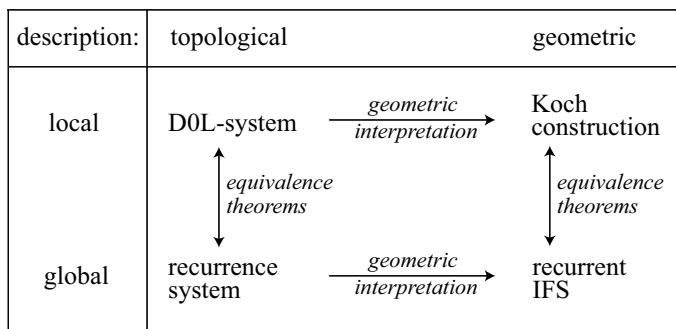 description: topological geometric
local D0L-system geometric interpretation Koch construction
equivalence theorems equivalence theorems
global recurrence system geometric interpretation recurrent IFS